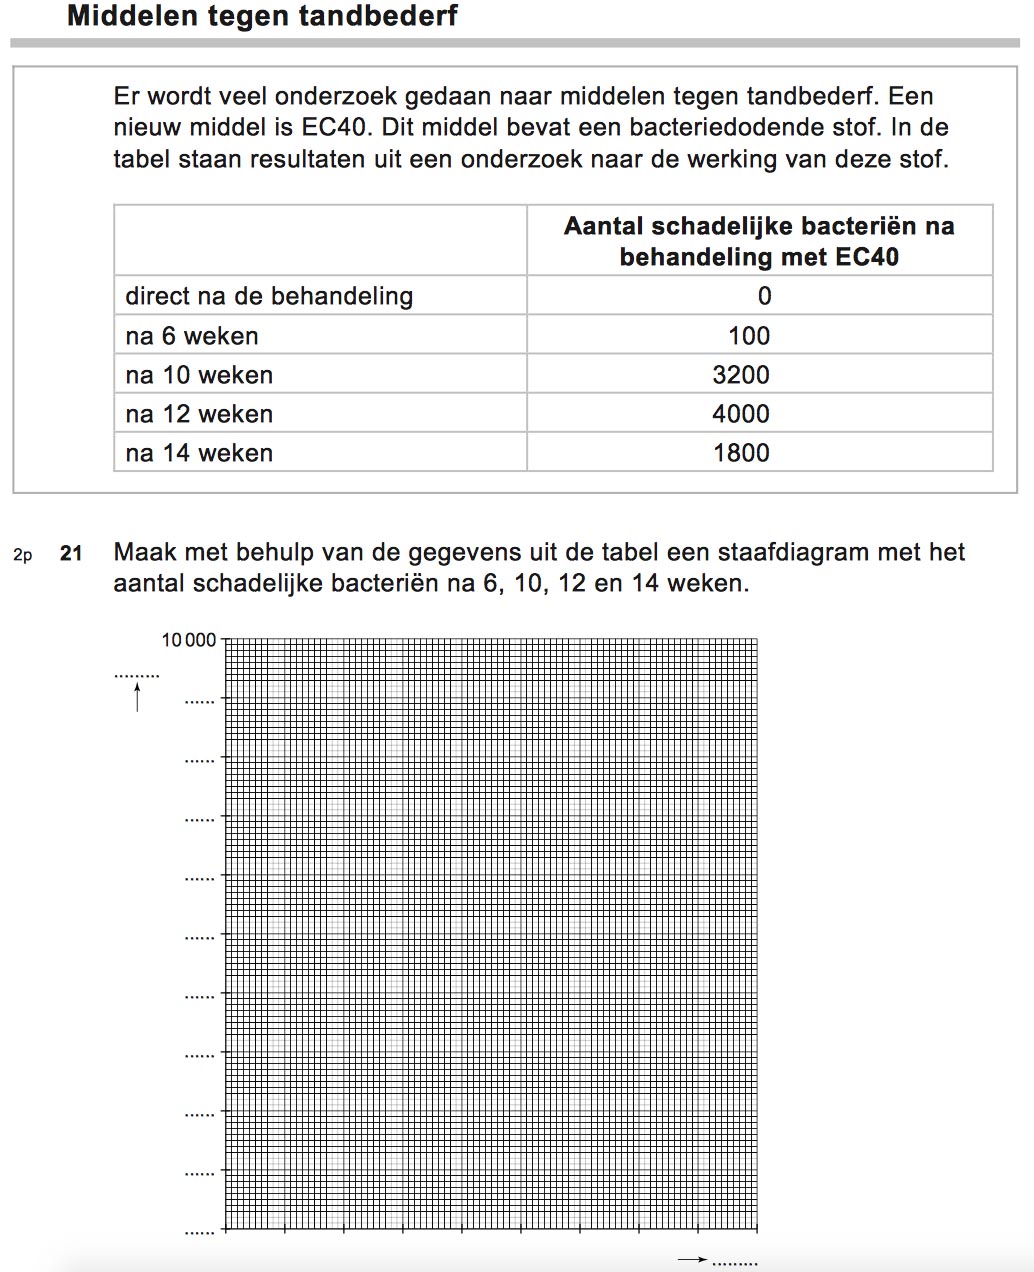 Middelen tegen tandbederf
Er wordt veel onderzoek gedaan naar middelen tegen tandbederf. Een
nieuw middel is EC40. Dit middel bevat een bacteriedodende stof. In de
tabel staan resultaten uit een onderzoek naar de werking van deze stof.
Aantal schadelijke bacteriën na
behandeling met EC40
direct na de behandeling 0
na 6 weken 100
na 10 weken 3200
na 12 weken 4000
na 14 weken 1800
2p 21 Maak met behulp van de gegevens uit de tabel een staafdiagram met het
aantal schadelijke bacteriën na 6, 10, 12 en 14 weken.
10 000
.........
......
......
......
......
......
......
......
......
......
......
.........